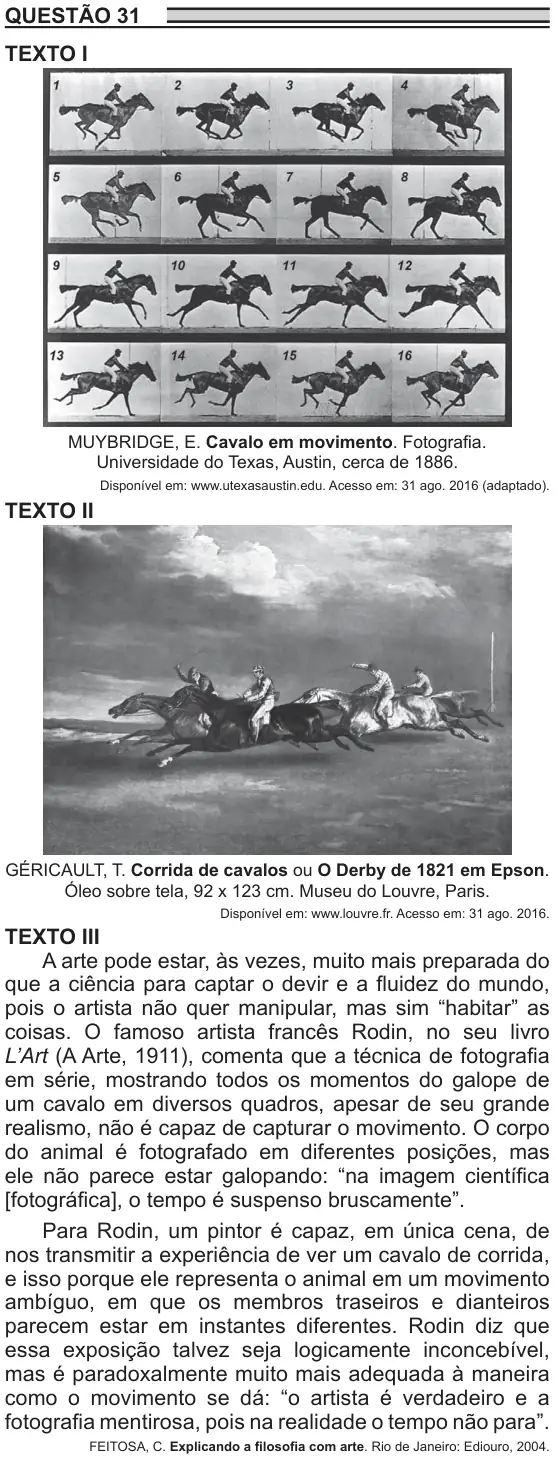 QUESTÃO 31
TEXTO I
1 2 3 4
5 6 7 8
9 10 11 12
13 14 15 16
MUYBRIDGE, E. Cavalo em movimento. Fotografia.
Universidade do Texas, Austin, cerca de 1886.
Disponível em: www.utexasaustin.edu. Acesso em: 31 ago. 2016 (adaptado).
TEXTO II
GÉRICAULT, T. Corrida de cavalos ou O Derby de 1821 em Epson.
Óleo sobre tela, 92 x 123 cm. Museu do Louvre, Paris.
Disponível em: www.louvre.fr. Acesso em: 31 ago. 2016.
TEXTO III
A arte pode estar, às vezes, muito mais preparada do
que a ciência para captar o devir e a fluidez do mundo,
pois o artista não quer manipular, mas sim “habitar” as
coisas. O famoso artista francês Rodin, no seu livro
L’Art (A Arte, 1911), comenta que a técnica de fotografia
em série, mostrando todos os momentos do galope de
um cavalo em diversos quadros, apesar de seu grande
realismo, não é capaz de capturar o movimento. O corpo
do animal é fotografado em diferentes posições, mas
ele não parece estar galopando: “na imagem científica
[fotográfica], o tempo é suspenso bruscamente”.
Para Rodin, um pintor é capaz, em única cena, de
nos transmitir a experiência de ver um cavalo de corrida,
e isso porque ele representa o animal em um movimento
ambíguo, em que os membros traseiros e dianteiros
parecem estar em instantes diferentes. Rodin diz que
essa exposição talvez seja logicamente inconcebível,
mas é paradoxalmente muito mais adequada à maneira
como o movimento se dá: “o artista é verdadeiro e a
fotografia mentirosa, pois na realidade o tempo não para”.
FEITOSA, C. Explicando a filosofia com arte. Rio de Janeiro: Ediouro, 2004.